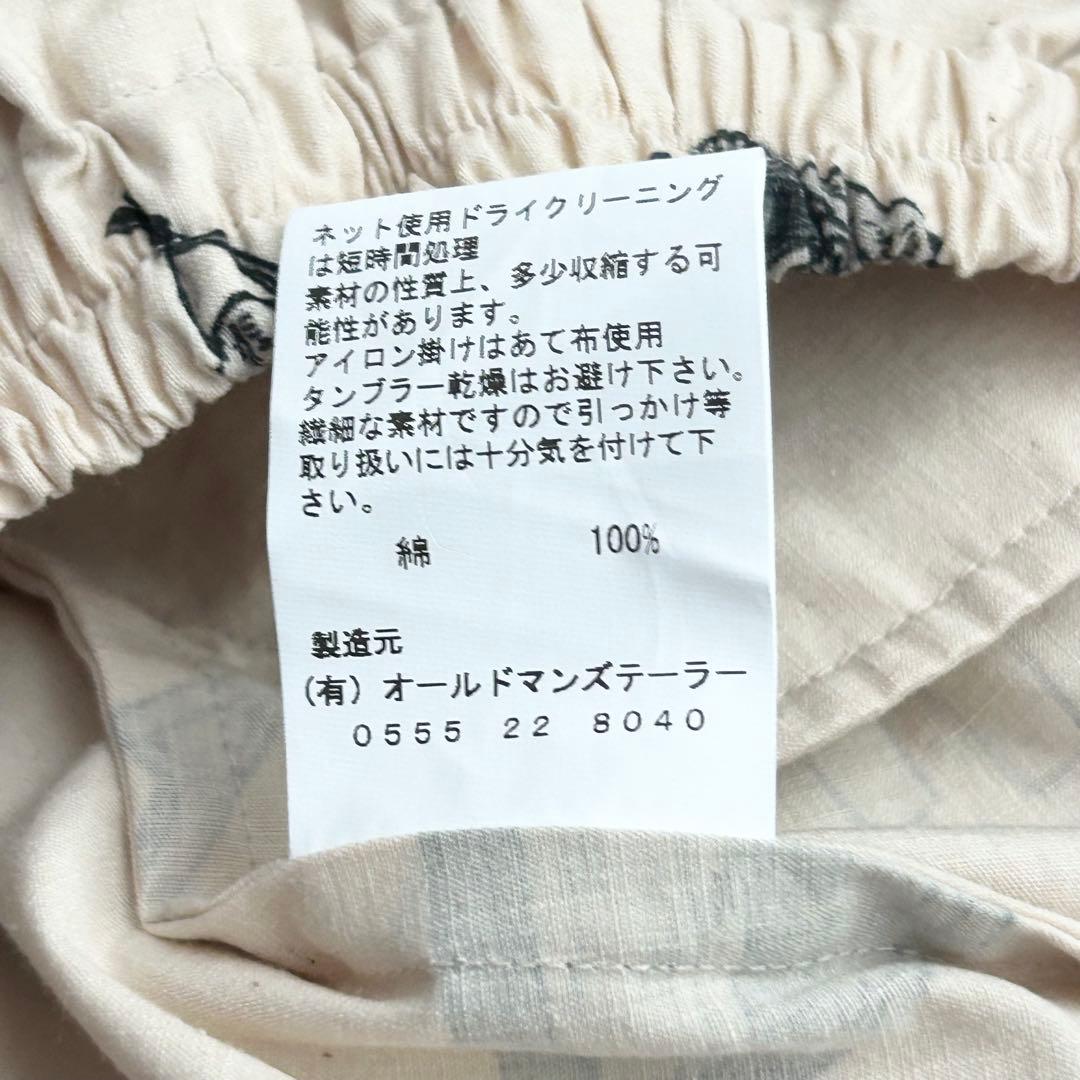 ネット使用ドライクリーニング
は短時間処理
素材の性質上、多少収縮する可
能性があります。
アイロン掛けはあて布使用
タンブラー乾燥はお避け下さい。
繊細な素材ですので引っかけ等
取り扱いには十分気を付けて下
さい。
綿 100%
製造元
(有) オールドマンズテーラー
0555 22 8040